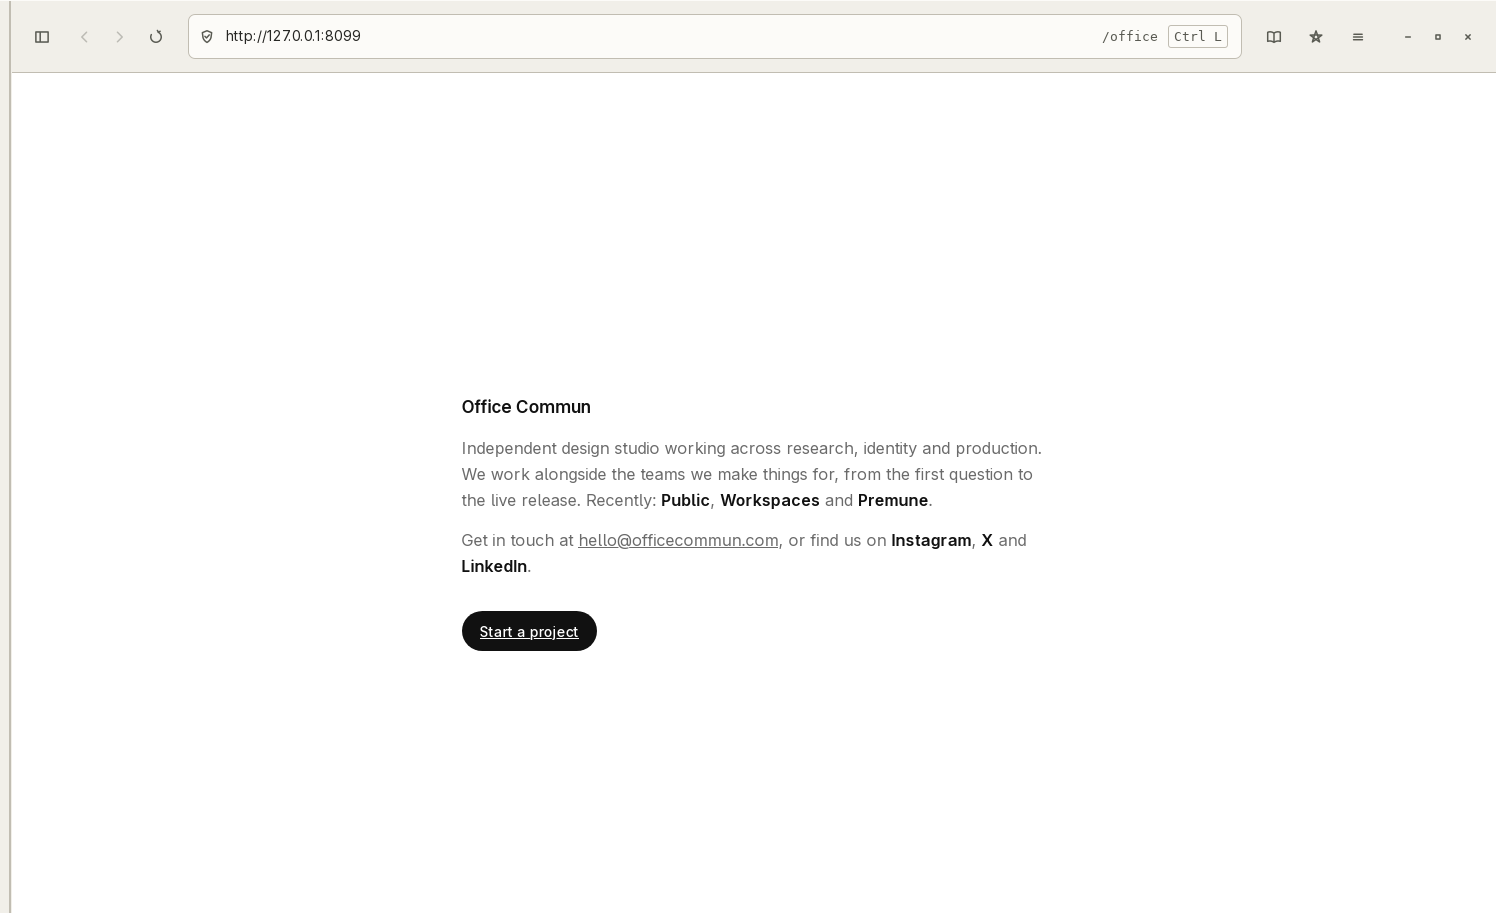 http://127.0.0.1:8099
/office
Ctrl L
Office Commun
Independent design studio working across research, identity and production.
We work alongside the teams we make things for, from the first question to
the live release. Recently: Public, Workspaces and Premune.
Get in touch at hello@officecommun.com, or find us on Instagram, X and
LinkedIn.
Start a project